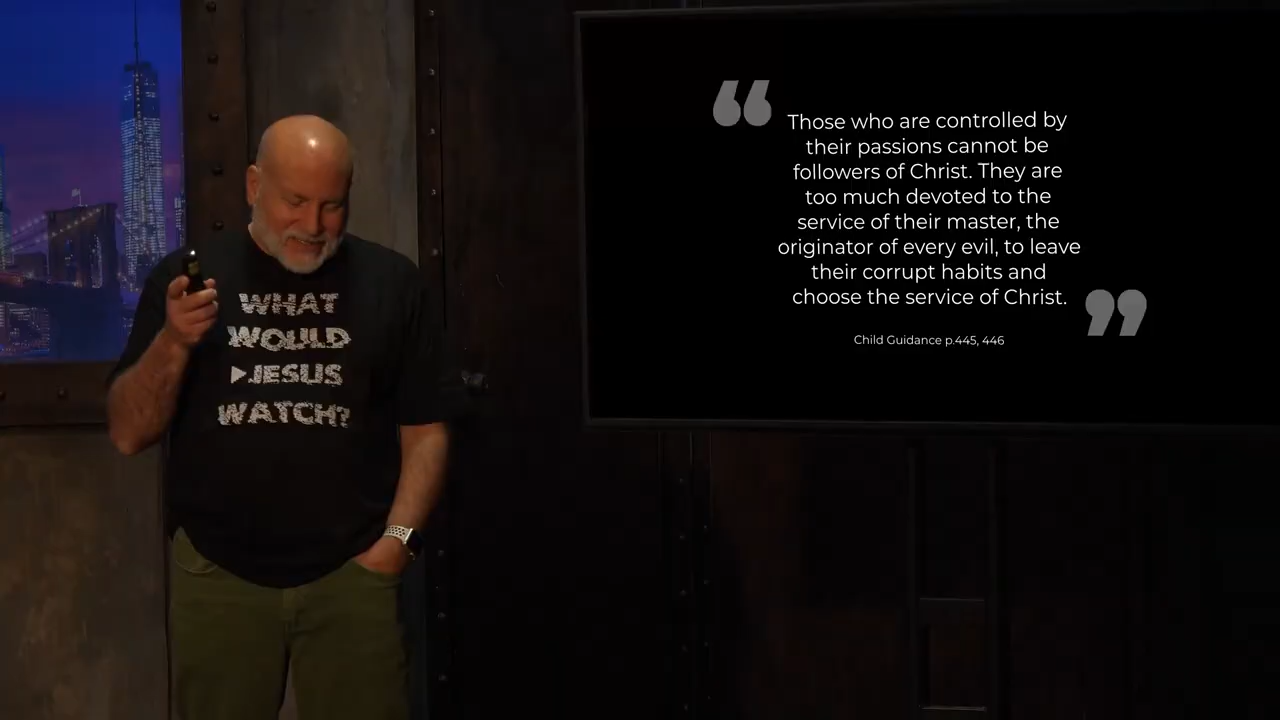 WHAT
WOULD
JESUS
WATCH?
Those who are controlled by
their passions cannot be
followers of Christ. They are
too much devoted to the
service of their master, the
originator of every evil, to leave
their corrupt habits and
choose the service of Christ.
Child Guidance p.445, 446